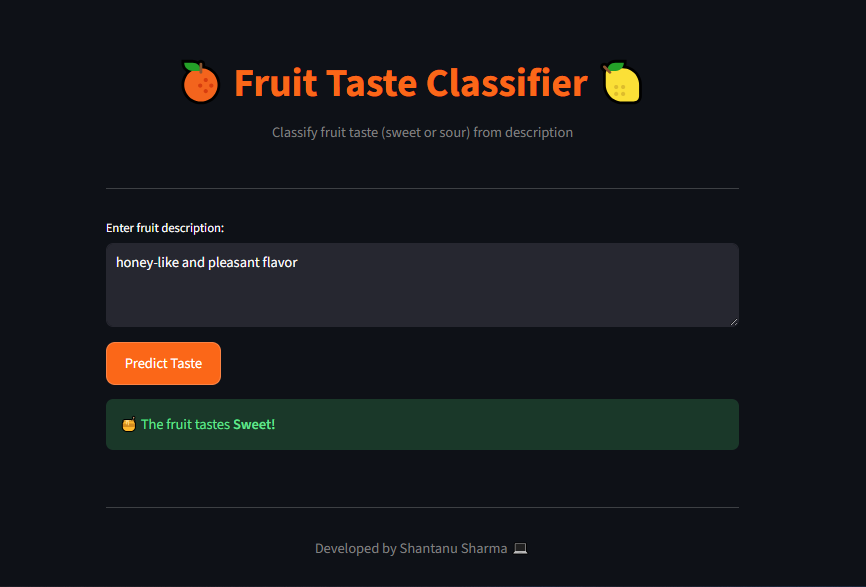 Fruit Taste Classifier
Classify fruit taste (sweet or sour) from description
Enter fruit description:
honey-like and pleasant flavor
Predict Taste
The fruit tastes Sweet!
Developed by Shantanu Sharma